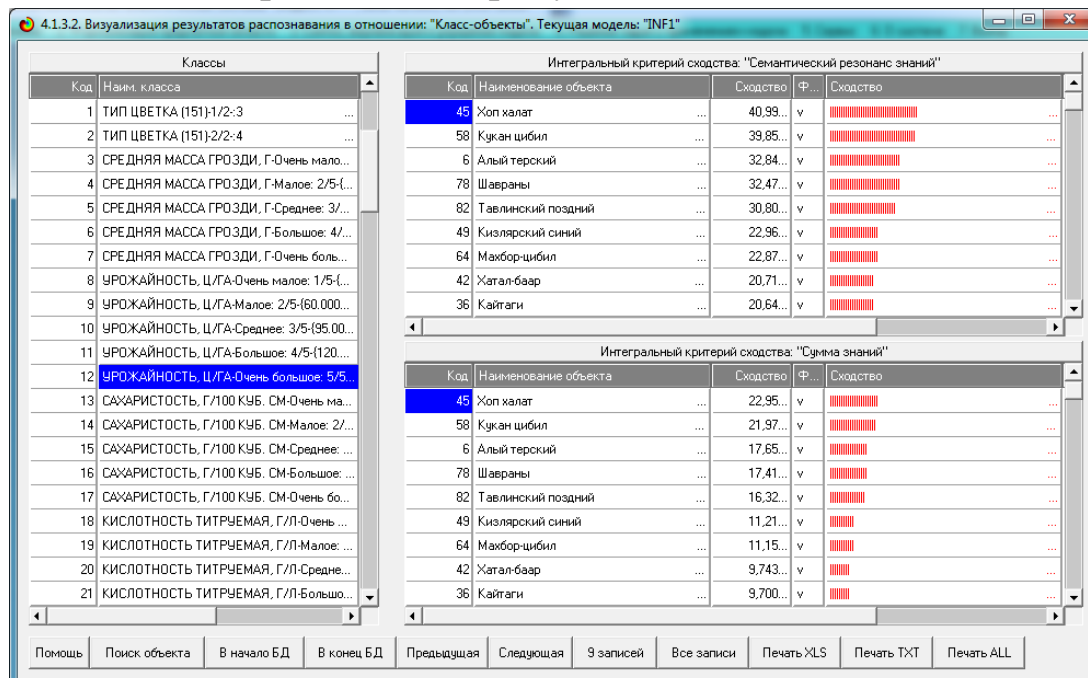 4.1.3.2. Визуализация результатов распознавания в отношении: "Класс-объекты". Текущая модель: "INF1"
Классы
Код Наим. класса
1 ТИП ЦВЕТКА (151)-1/2-:3 ...
2 ТИП ЦВЕТКА (151)-2/2-:4 ...
3 СРЕДНЯЯ МАССА ГРОЗДИ, Г-Очень мало...
4 СРЕДНЯЯ МАССА ГРОЗДИ, Г-Малое: 2/5-{...
5 СРЕДНЯЯ МАССА ГРОЗДИ, Г-Среднее: 3/...
6 СРЕДНЯЯ МАССА ГРОЗДИ, Г-Большое: 4/...
7 СРЕДНЯЯ МАССА ГРОЗДИ, Г-Очень боль...
8 УРОЖАЙНОСТЬ, Ц/ГА-Очень малое: 1/5-{...
9 УРОЖАЙНОСТЬ, Ц/ГА-Малое: 2/5-{60.000...
10 УРОЖАЙНОСТЬ, Ц/ГА-Среднее: 3/5-{95.00...
11 УРОЖАЙНОСТЬ, Ц/ГА-Большое: 4/5-{120....
12 УРОЖАЙНОСТЬ, Ц/ГА-Очень большое: 5/5...
13 САХАРИСТОСТЬ, Г/100 КУБ. СМ-Очень ма...
14 САХАРИСТОСТЬ, Г/100 КУБ. СМ-Малое: 2/...
15 САХАРИСТОСТЬ, Г/100 КУБ. СМ-Среднее: ...
16 САХАРИСТОСТЬ, Г/100 КУБ. СМ-Большое: ...
17 САХАРИСТОСТЬ, Г/100 КУБ. СМ-Очень бо...
18 КИСЛОТНОСТЬ ТИТРУЕМАЯ, Г/Л-Очень ...
19 КИСЛОТНОСТЬ ТИТРУЕМАЯ, Г/Л-Малое: ...
20 КИСЛОТНОСТЬ ТИТРУЕМАЯ, Г/Л-Средне...
21 КИСЛОТНОСТЬ ТИТРУЕМАЯ, Г/Л-Большо...
Интегральный критерий сходства: "Семантический резонанс знаний"
Код Наименование объекта Сходство Ф... Сходство
45 Хоп халат ... 40,99... v ...
58 Кукан цибил ... 39,85... v ...
6 Алый терский ... 32,84... v ...
78 Шавраны ... 32,47... v ...
82 Тавлинский поздний ... 30,80... v ...
49 Кизлярский синий ... 22,96... v ...
64 Махбор-цибил ... 22,87... v ...
42 Хатал-баар ... 20,71... v ...
36 Кайтаги ... 20,64... v ...
Интегральный критерий сходства: "Сумма знаний"
Код Наименование объекта Сходство Ф... Сходство
45 Хоп халат ... 22,95... v ...
58 Кукан цибил ... 21,97... v ...
6 Алый терский ... 17,65... v ...
78 Шавраны ... 17,41... v ...
82 Тавлинский поздний ... 16,32... v ...
49 Кизлярский синий ... 11,21... v ...
64 Махбор-цибил ... 11,15... v ...
42 Хатал-баар ... 9,743... v ...
36 Кайтаги ... 9,700... v ...
Помощь Поиск объекта В начало БД В конец БД Предыдущая Следующая 9 записей Все записи Печать XLS Печать TXT Печать ALL